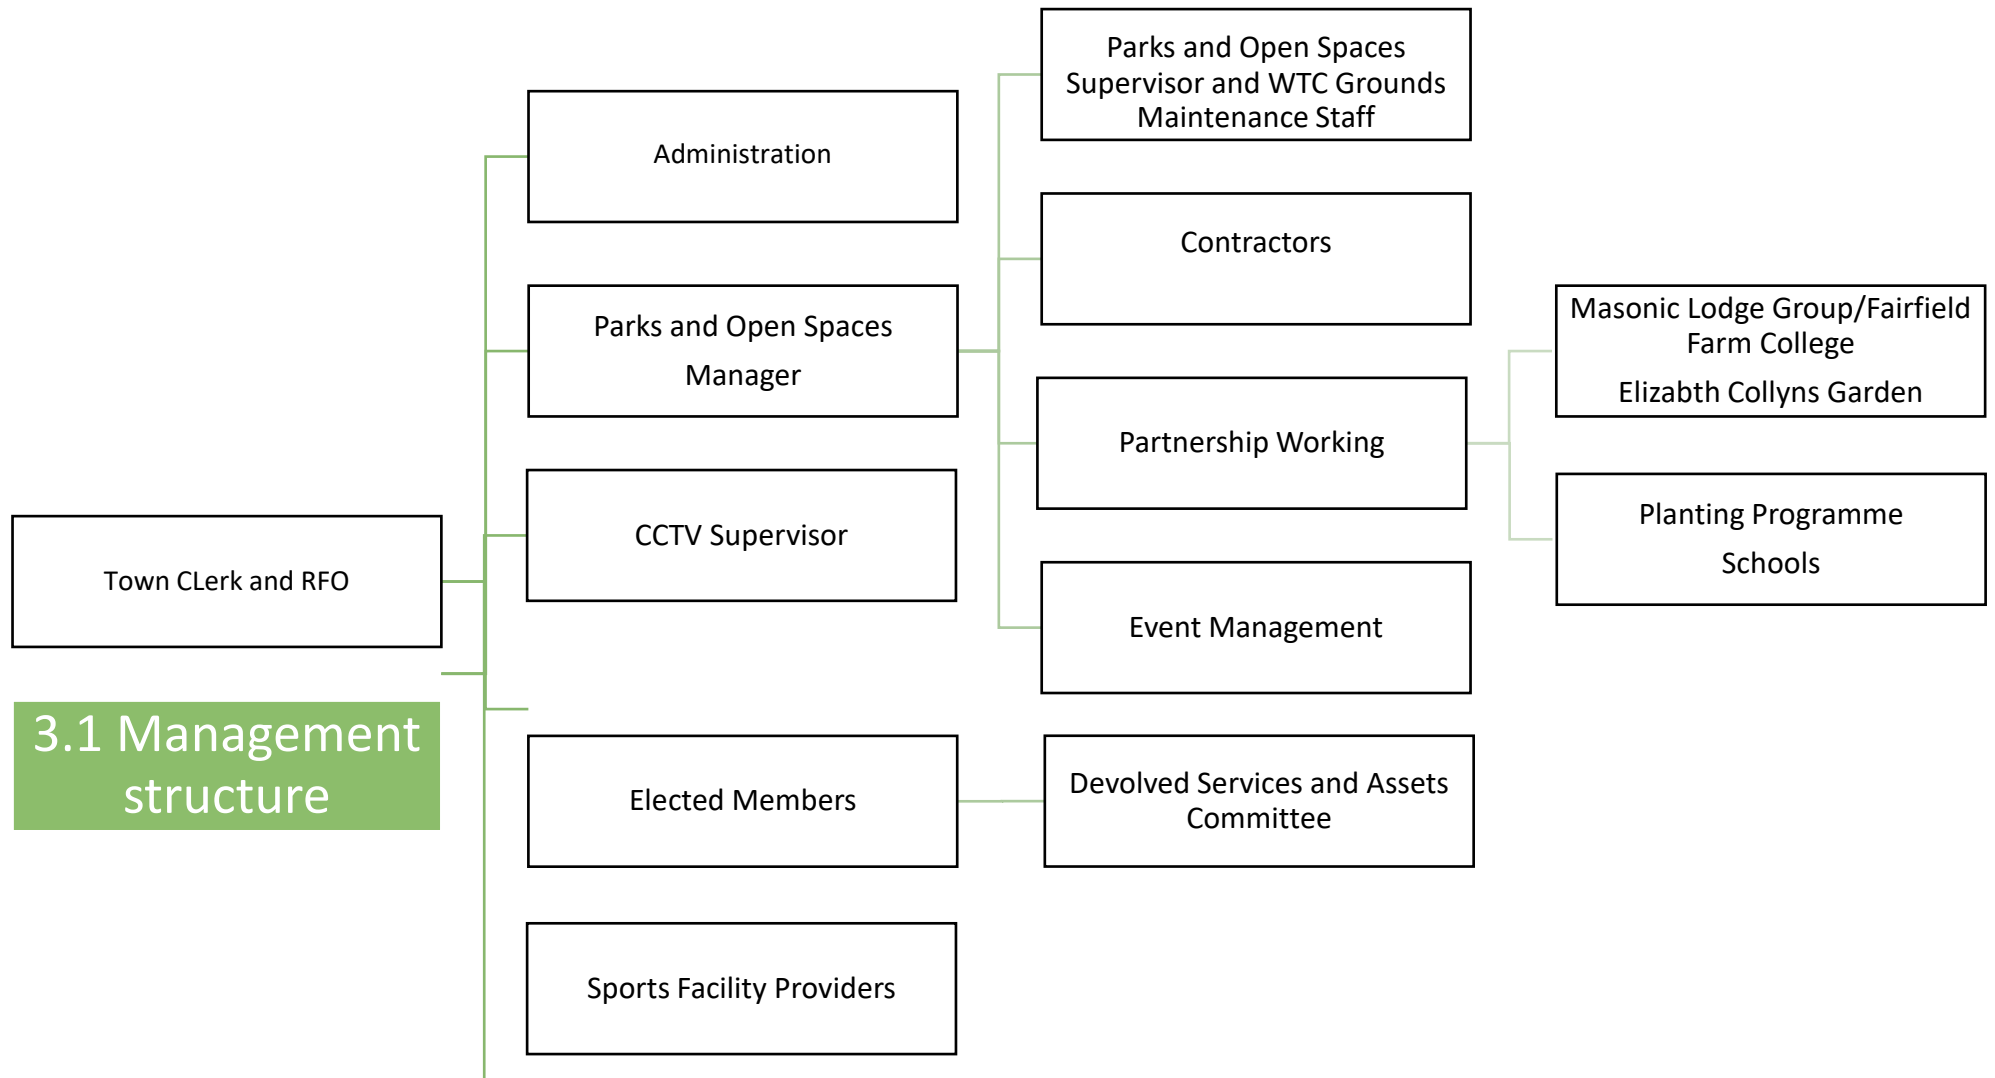 Parks and Open Spaces
Supervisor and WTC Grounds
Maintenance Staff
Administration
Contractors
Parks and Open Spaces
Manager
Masonic Lodge Group/Fairfield
Farm College
Elizabth Collyns Garden
Partnership Working
CCTV Supervisor
Planting Programme
Schools
Town CLerk and RFO
Event Management
3.1 Management
structure
Elected Members
Devolved Services and Assets
Committee
Sports Facility Providers